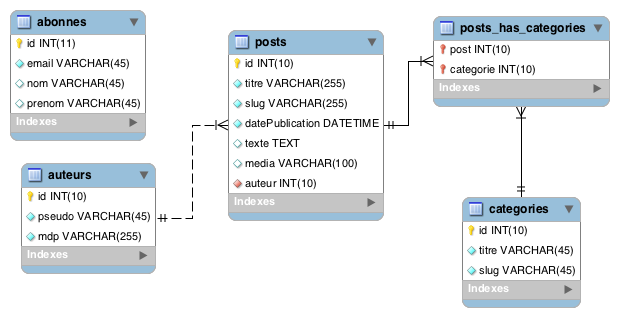 abonnes
id INT(11)
email VARCHAR(45)
nom VARCHAR(45)
prenom VARCHAR(45)
Indexes
auteurs
id INT(10)
pseudo VARCHAR(45)
mdp VARCHAR(255)
Indexes
posts
id INT(10)
titre VARCHAR(255)
slug VARCHAR(255)
datePublication DATETIME
texte TEXT
media VARCHAR(100)
auteur INT(10)
Indexes
posts_has_categories
post INT(10)
categorie INT(10)
Indexes
categories
id INT(10)
titre VARCHAR(45)
slug VARCHAR(45)
Indexes